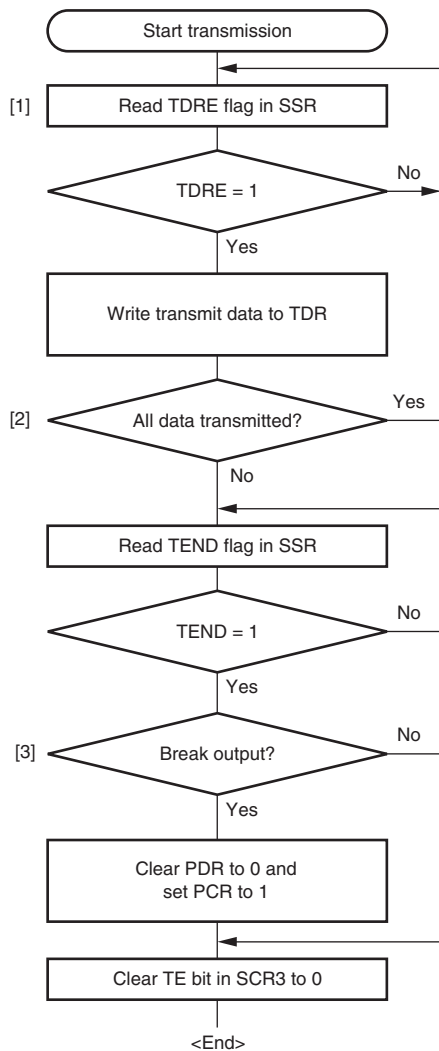 Start transmission
[1]
Read TDRE flag in SSR
No
TDRE = 1
Yes
Write transmit data to TDR
Yes
[2]
All data transmitted?
No
Read TEND flag in SSR
No
TEND = 1
Yes
No
[3]
Break output?
Yes
Clear PDR to 0 and
set PCR to 1
Clear TE bit in SCR3 to 0
<End>